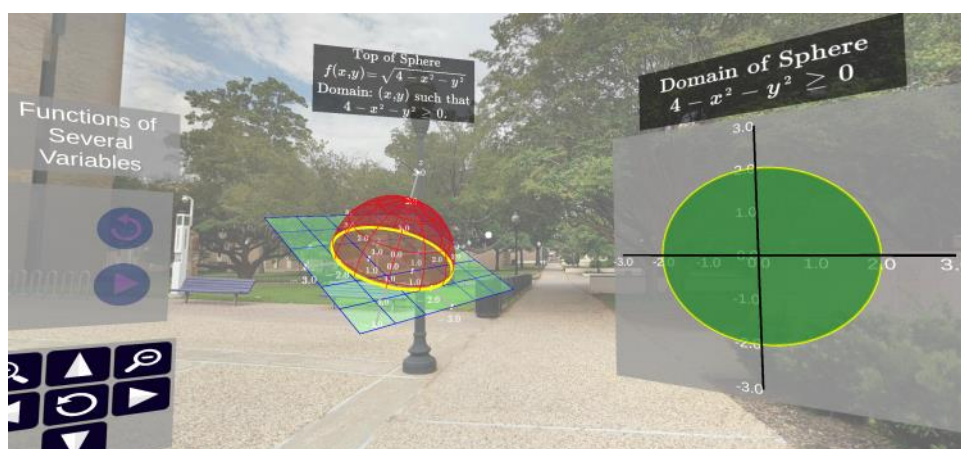 Functions of
Several
Variables
Top of Sphere
f(x,y)=√4 − x² − y²
Domain: (x,y) such that
4 − x² − y² ≥ 0.
Domain of Sphere
4 − x² − y² ≥ 0
3.0
2.0
1.0
-3.0 -2.0 -1.0 0.0 1.0 2.0 3.0
-1.0
-2.0
-3.0